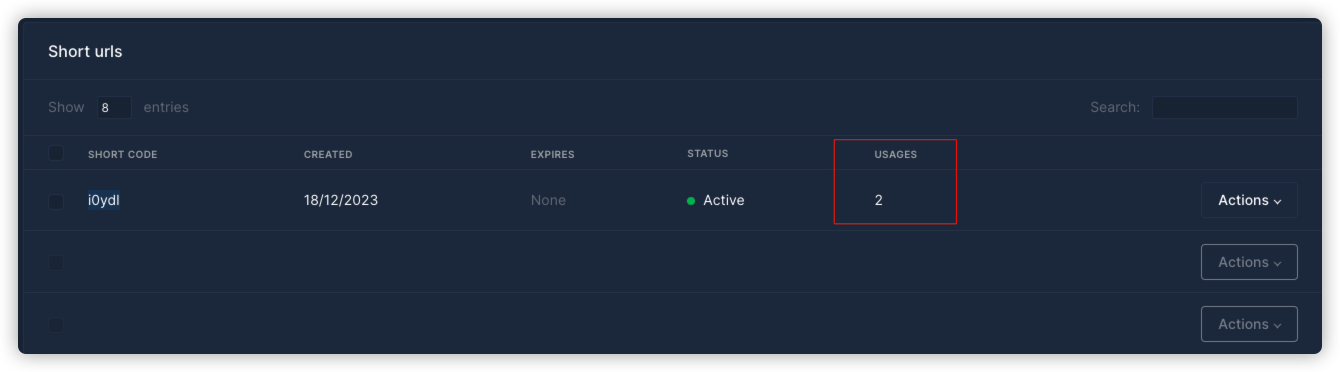 Short urls
Show 8 entries Search:
SHORT CODE CREATED EXPIRES STATUS USAGES
i0ydl 18/12/2023 None Active 2 Actions
Actions
Actions